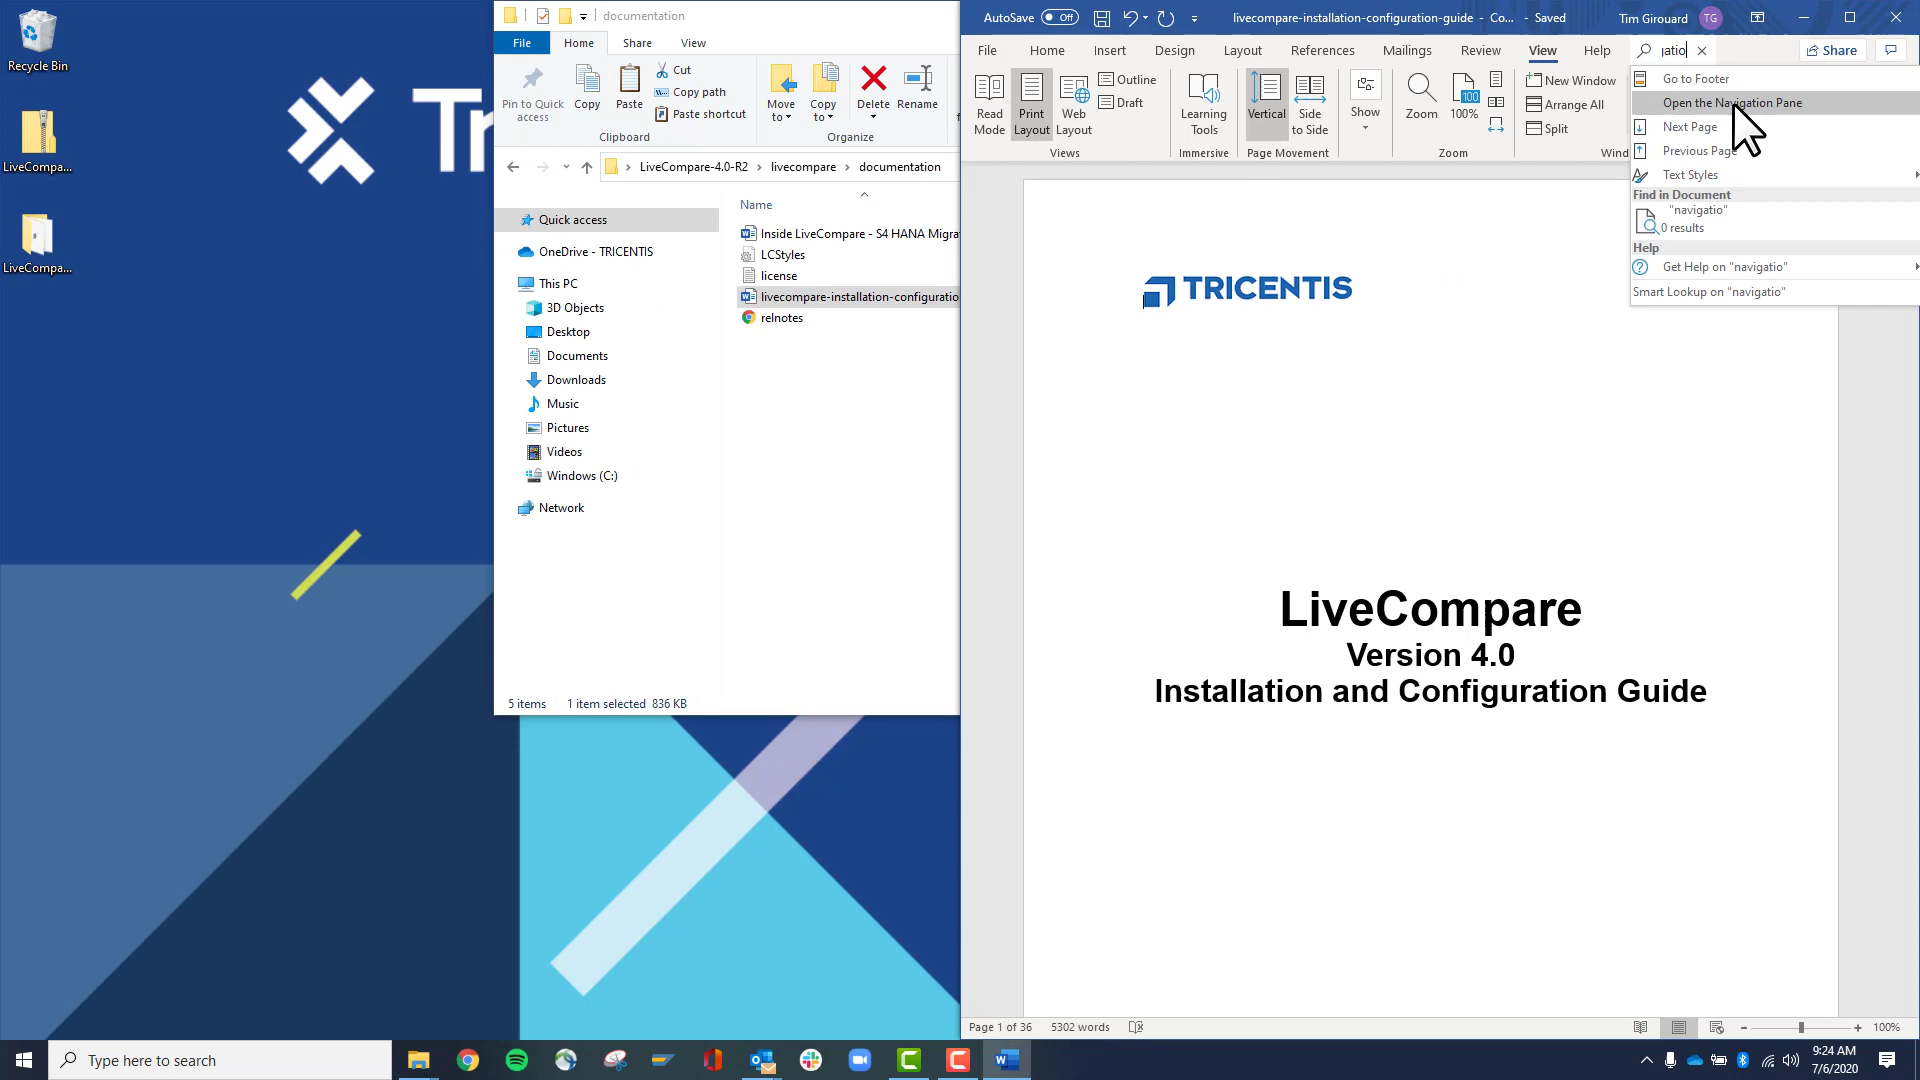 Recycle Bin
LiveCompa...
LiveCompa...
Tr
documentation
File
Home
Share
View
Pin to Quick access
Copy
Paste
Cut
Copy path
Paste shortcut
Clipboard
Move to
Copy to
Delete
Rename
Organize
LiveCompare-4.0-R2 > livecompare > documentation
Quick access
OneDrive - TRICENTIS
This PC
3D Objects
Desktop
Documents
Downloads
Music
Pictures
Videos
Windows (C:)
Network
Name
Inside LiveCompare - S4 HANA Migra
LCStyles
license
livecompare-installation-configuratio
relnotes
5 items
1 item selected 836 KB
AutoSave Off
livecompare-installation-configuration-guide - Co... - Saved
Tim Girouard TG
File
Home
Insert
Design
Layout
References
Mailings
Review
View
Help
gatio
Share
Read Mode
Print Layout
Web Layout
Outline
Draft
Views
Learning Tools
Immersive
Vertical
Side to Side
Page Movement
Show
Zoom
100
100%
Zoom
New Window
Arrange All
Split
Wind
Go to Footer
Open the Navigation Pane
Next Page
Previous Page
Text Styles
Find in Document
"navigatio"
0 results
Help
Get Help on "navigatio"
Smart Lookup on "navigatio"
TRICENTIS
LiveCompare
Version 4.0
Installation and Configuration Guide
Page 1 of 36
5302 words
100%
Type here to search
9:24 AM
7/6/2020